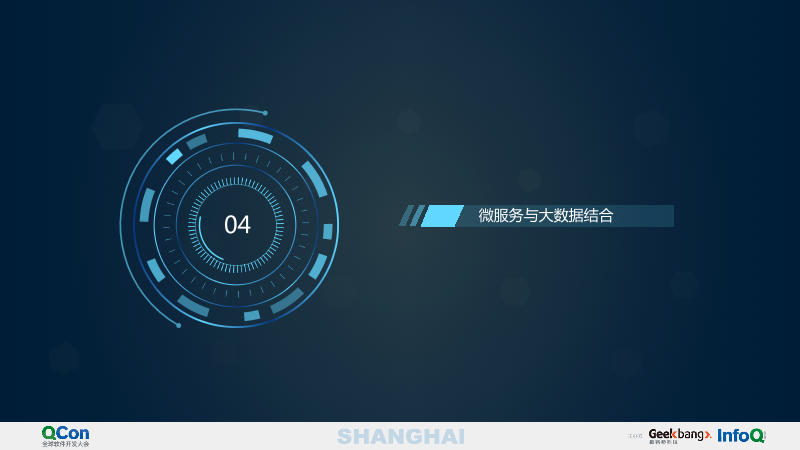 04
微服务与大数据结合
QCon
全球软件开发大会
SHANGHAI
Geekbang>.
极客邦科技
InfoQ